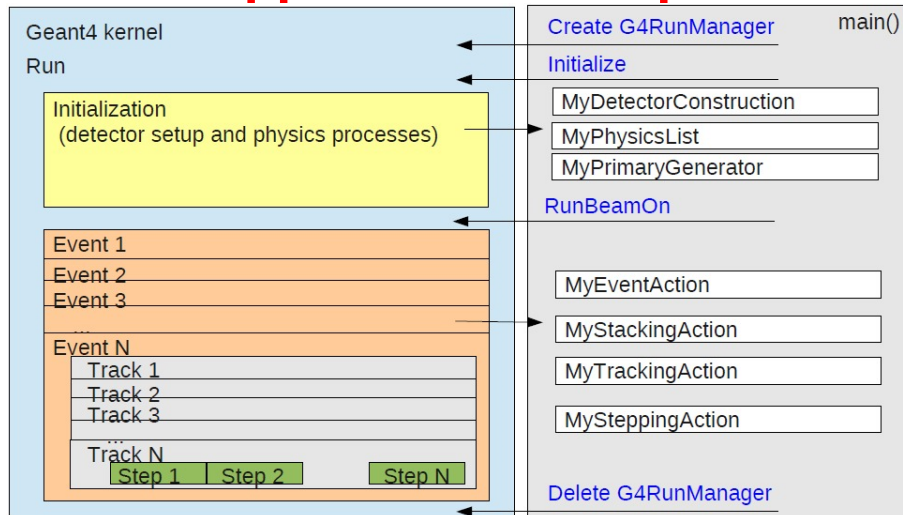 Geant4 kernel
Run
Initialization
(detector setup and physics processes)
Event 1
Event 2
Event 3
...
Event N
Track 1
Track 2
Track 3
...
Track N
Step 1
Step 2
Step N
main()
Create G4RunManager
Initialize
MyDetectorConstruction
MyPhysicsList
MyPrimaryGenerator
RunBeamOn
MyEventAction
MyStackingAction
MyTrackingAction
MySteppingAction
Delete G4RunManager